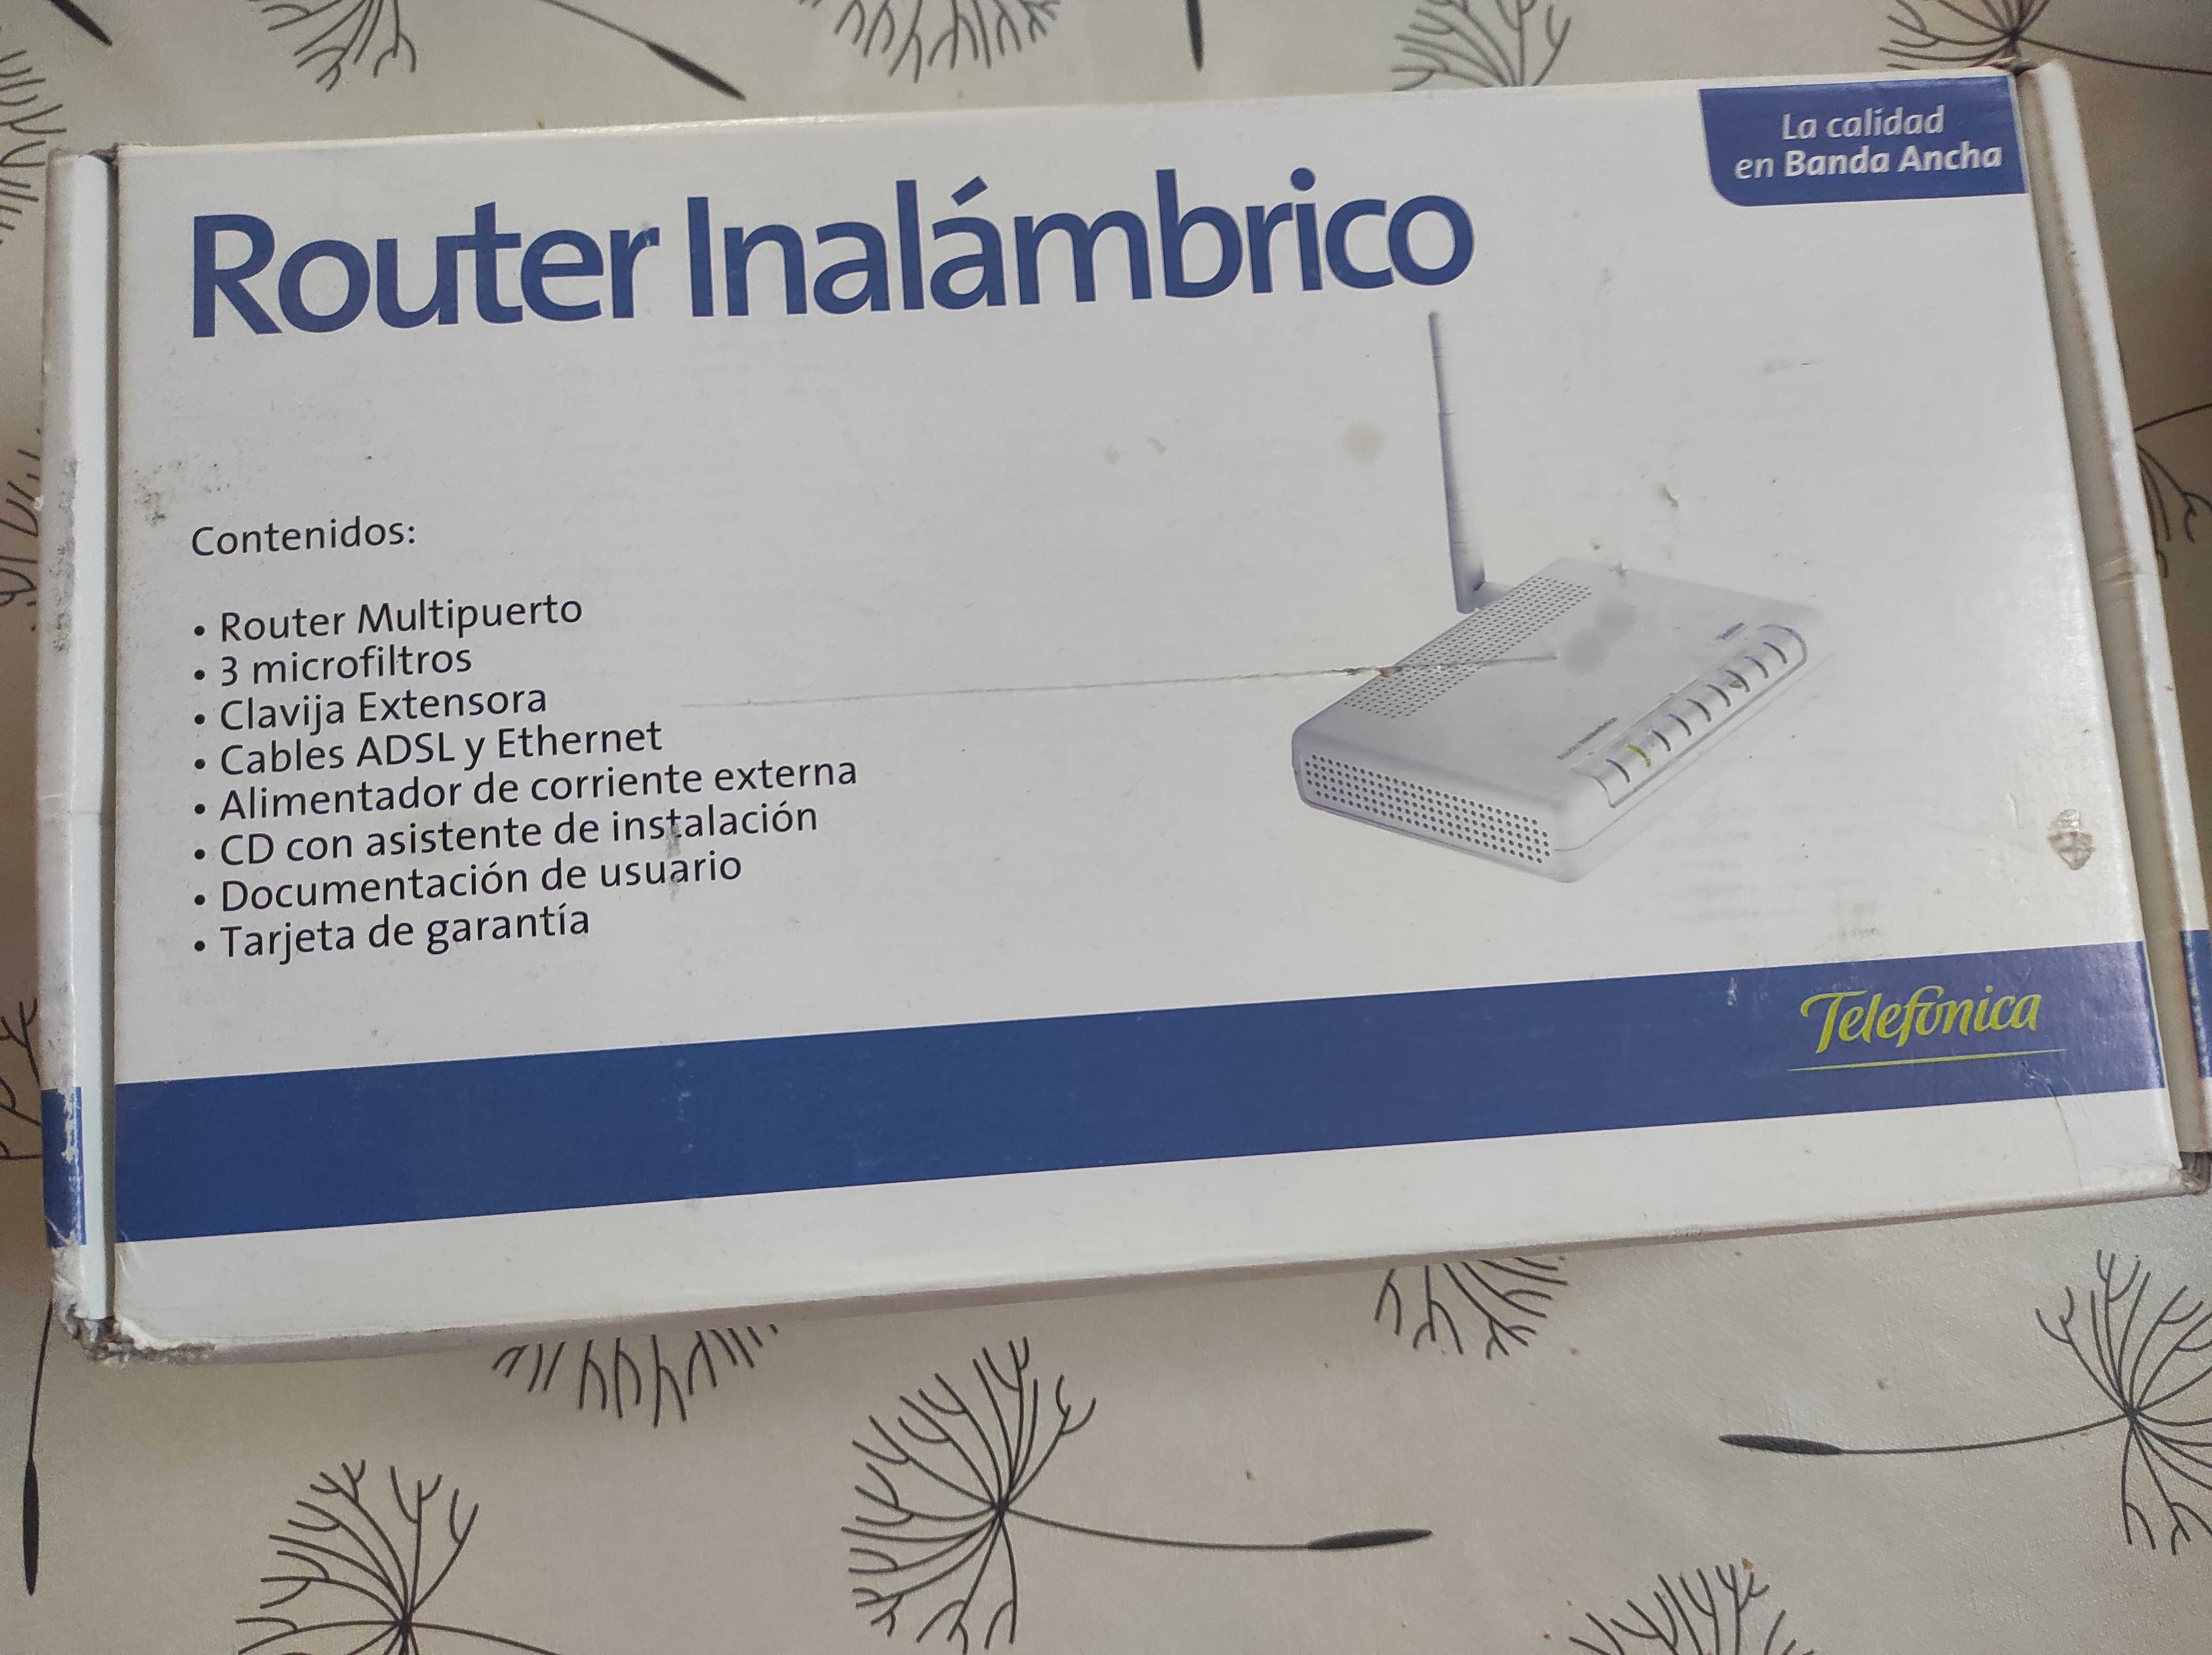 La calidad
en Banda Ancha
Router Inalámbrico
Contenidos:
• Router Multipuerto
• 3 microfiltros
• Clavija Extensora
• Cables ADSL y Ethernet
• Alimentador de corriente externa
• CD con asistente de instalación
• Documentación de usuario
• Tarjeta de garantía
Telefónica